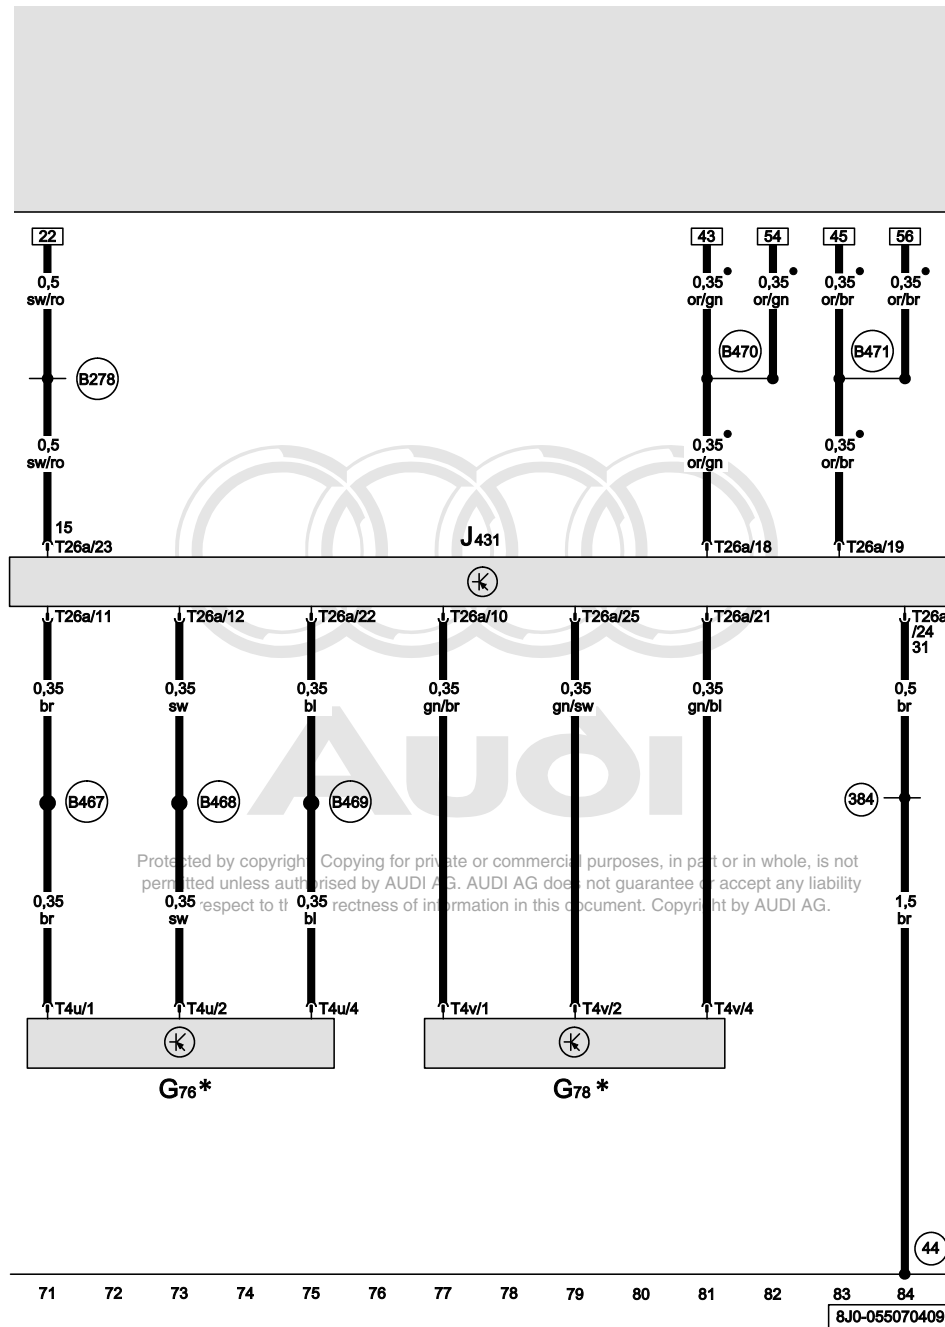 22 43 54 45 56
0,5 0,35 0,35 0,35 0,35
sw/ro or/gn or/gn or/br or/br
B470 B471
B278
0,5 0,35 0,35
sw/ro or/gn or/br
15
J431
T26a/23 T26a/18 T26a/19
T26a/11 T26a/12 T26a/22 T26a/10 T26a/25 T26a/21 T26a
/24
31
0,35 0,35 0,35 0,35 0,35 0,35 0,5
br sw bl gn/br gn/sw gn/bl br
B467 B468 B469 384
AUDI
Protected by copyright. Copying for private or commercial purposes, in part or in whole, is not
permitted unless authorised by AUDI AG. AUDI AG does not guarantee or accept any liability
respect to th rectness of information in this document. Copyright by AUDI AG.
0,35 0,35 0,35 1,5
br sw bl br
T4u/1 T4u/2 T4u/4 T4v/1 T4v/2 T4v/4
G76* G78*
44
71 72 73 74 75 76 77 78 79 80 81 82 83 84
8J0-055070409